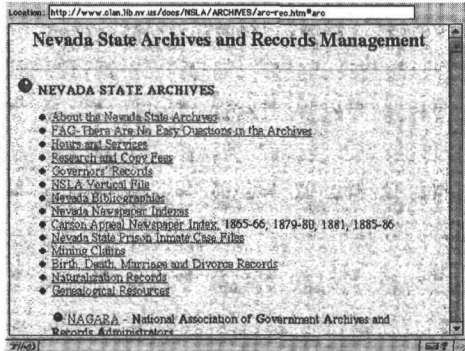 Location: http://www.clan.lib.nv.us/docs/NSLA/ARCHIVES/arc-rec.htm#arc
Nevada State Archives and Records Management
NEVADA STATE ARCHIVES
About the Nevada State Archives
FAQ-There Are No Easy Questions in the Archives
Hours and Services
Research and Copy Fees
Governors' Records
NSLA Vertical File
Nevada Bibliographies
Nevada Newspaper Indexes
Carson Appeal Newspaper Index, 1865-66, 1879-80, 1881, 1885-86
Nevada State Prison Inmate Case Files
Mining Claims
Birth, Death, Marriage and Divorce Records
Naturalization Records
Genealogical Resources
NAGARA - National Association of Government Archives and
Records Administrators